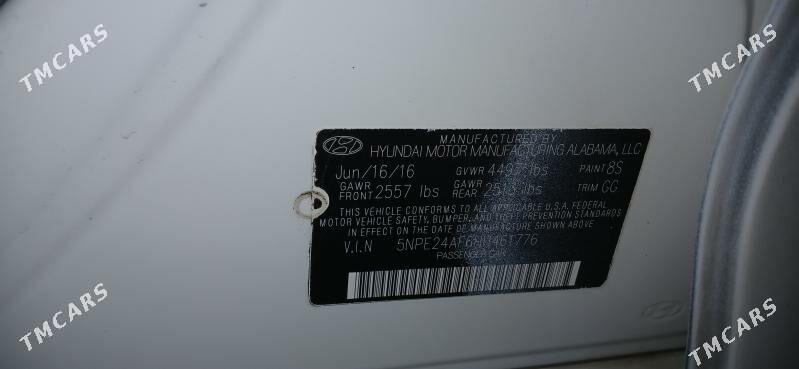 TMCARS
TMCARS
MANUFACTURED BY
HYUNDAI MOTOR MANUFACTURING ALABAMA, LLC
Jun/16/16 GVWR 4497 lbs PAINT 8S
GAWR FRONT 2557 lbs GAWR REAR lbs TRIM GG
THIS VEHICLE CONFORMS TO ALL APPLICABLE U.S.A. FEDERAL
MOTOR VEHICLE SAFETY, BUMPER, AND THEFT PREVENTION STANDARDS
IN EFFECT ON THE DATE OF MANUFACTURE SHOWN ABOVE.
V.I.N
PASSENGER CAR
TMCARS
TMCARS